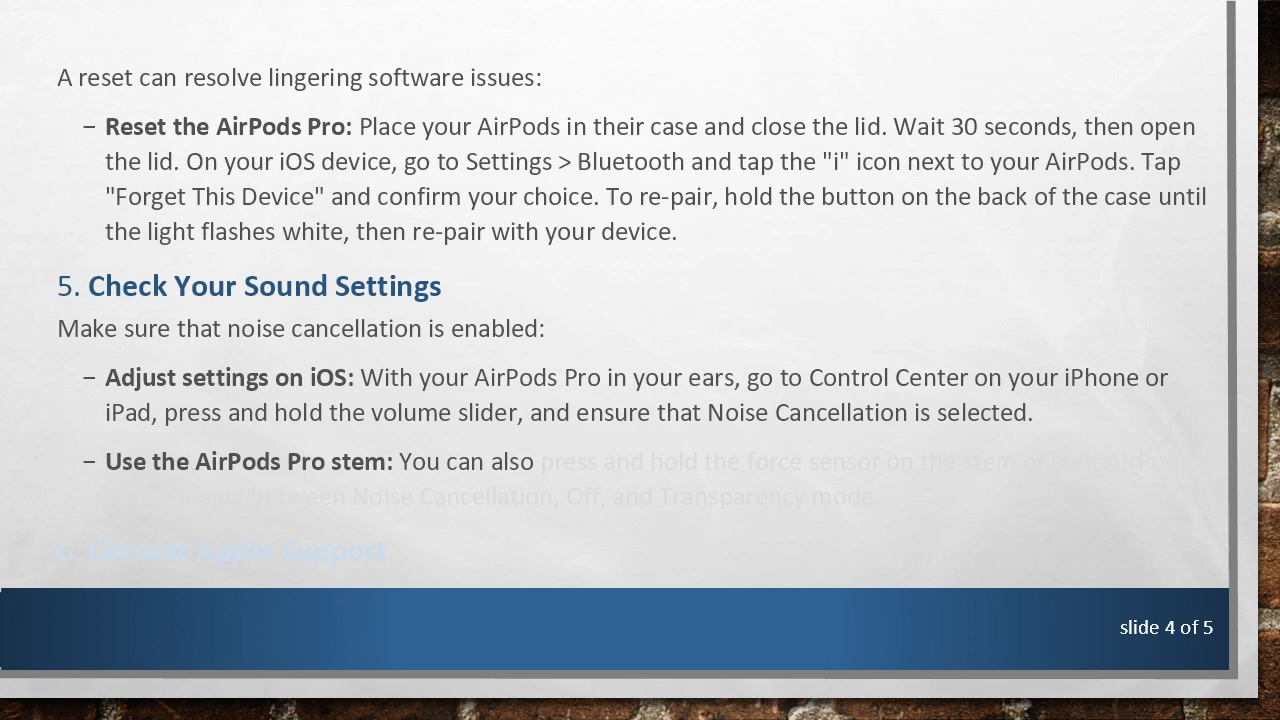 A reset can resolve lingering software issues:
– Reset the AirPods Pro: Place your AirPods in their case and close the lid. Wait 30 seconds, then open
the lid. On your iOS device, go to Settings > Bluetooth and tap the "i" icon next to your AirPods. Tap
"Forget This Device" and confirm your choice. To re-pair, hold the button on the back of the case until
the light flashes white, then re-pair with your device.
5. Check Your Sound Settings
Make sure that noise cancellation is enabled:
– Adjust settings on iOS: With your AirPods Pro in your ears, go to Control Center on your iPhone or
iPad, press and hold the volume slider, and ensure that Noise Cancellation is selected.
– Use the AirPods Pro stem: You can also press and hold the force sensor on the stem of your AirPods
between Noise Cancellation, Off, and Transparency mode.
6. Consult Apple Support
slide 4 of 5